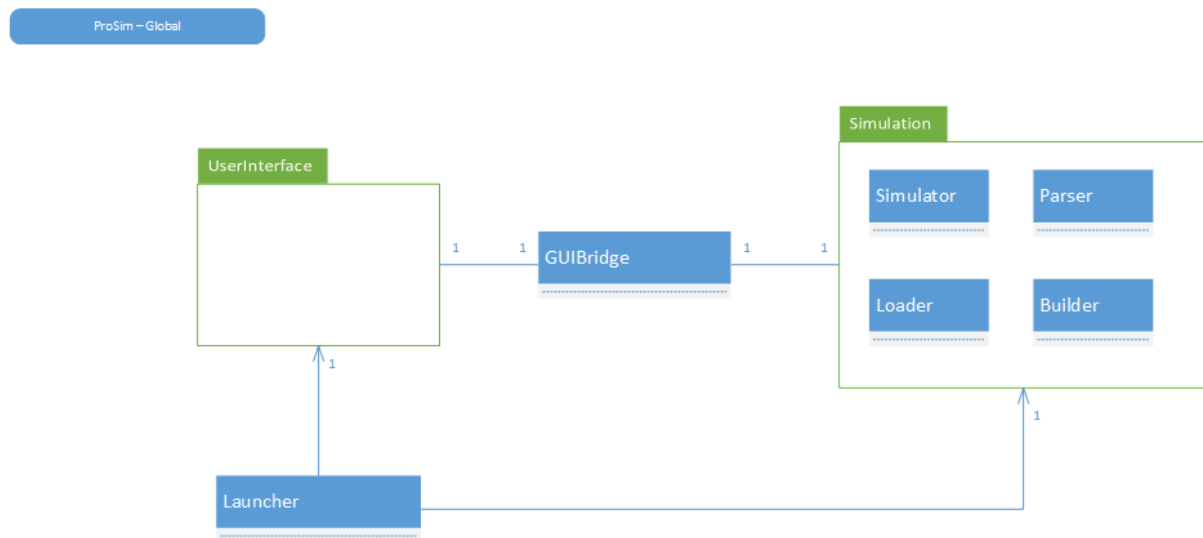 ProSim – Global
Simulation
UserInterface
Simulator
Parser
1
1
GUIBridge
1
1
Loader
Builder
1
1
Launcher